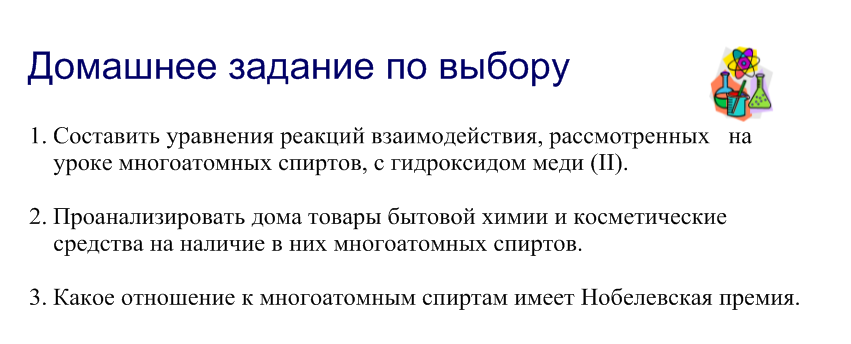 Домашнее задание по выбору
1. Составить уравнения реакций взаимодействия, рассмотренных на
уроке многоатомных спиртов, с гидроксидом меди (II).
2. Проанализировать дома товары бытовой химии и косметические
средства на наличие в них многоатомных спиртов.
3. Какое отношение к многоатомным спиртам имеет Нобелевская премия.